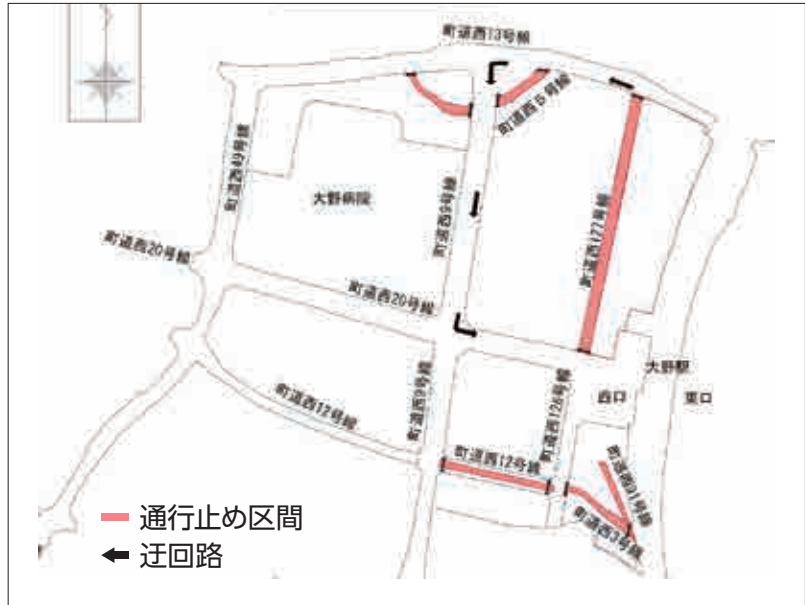 町道西13号線
町道西5号線
町道西49号線
大野病院
町道西9号線
町道西127号線
町道西20号線
町道西20号線
大野駅
西口
東口
町道西9号線
町道西12号線
町道西126号線
町道西12号線
町道西91号線
町道西3号線
通行止め区間
迂回路